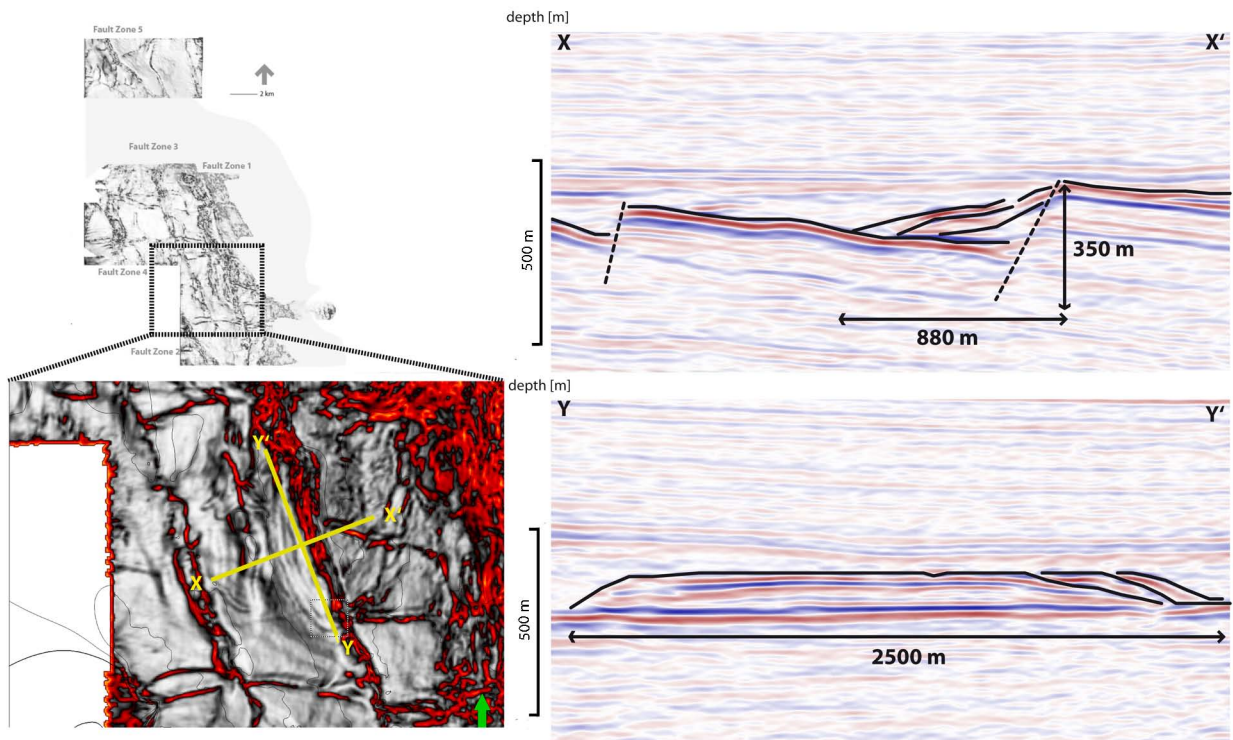 Fault Zone 5
2 km
Fault Zone 3
Fault Zone 1
Fault Zone 4
Fault Zone 2
depth [m]
X
X'
500 m
350 m
880 m
Y'
X'
X
Y
depth [m]
Y
Y'
500 m
2500 m